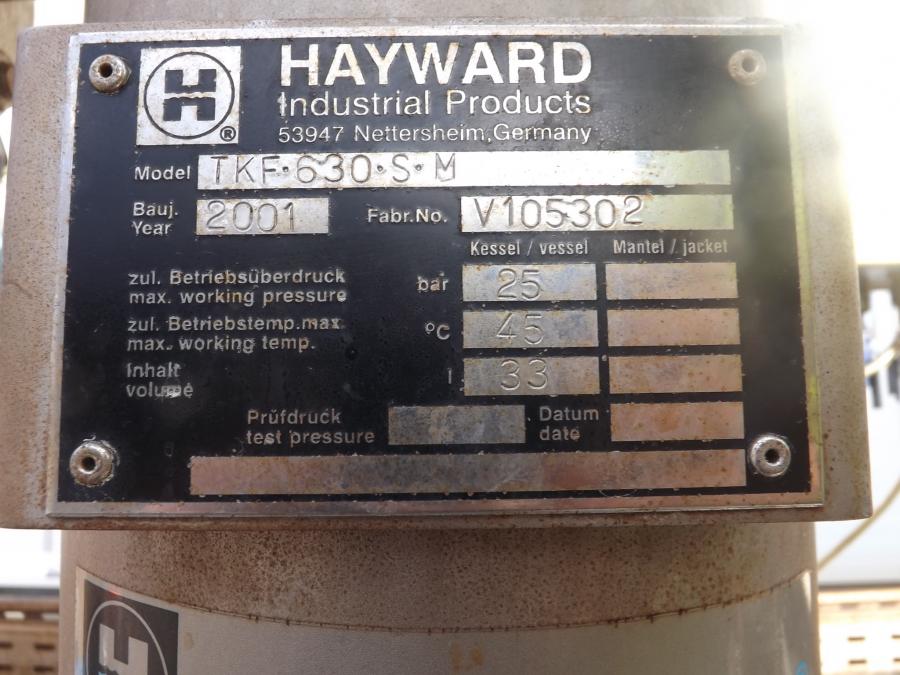 H ®
HAYWARD
Industrial Products
53947 Nettersheim, Germany
Model TKF·630·S·M
Bauj. Year 2001 Fabr.No. V105302
Kessel / vessel Mantel / jacket
zul. Betriebsüberdruck
max. working pressure bar 25
zul. Betriebstemp.max
max. working temp. °C 45
Inhalt
volume l 33
Prüfdruck Datum
test pressure date
H